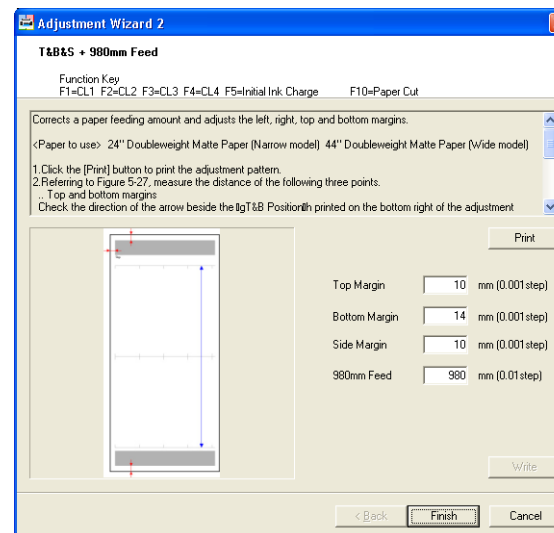 Adjustment Wizard 2
T&B&S + 980mm Feed
Function Key
F1=CL1 F2=CL2 F3=CL3 F4=CL4 F5=Initial Ink Charge F10=Paper Cut
Corrects a paper feeding amount and adjusts the left, right, top and bottom margins.
<Paper to use> 24" Doubleweight Matte Paper (Narrow model) 44" Doubleweight Matte Paper (Wide model)
1.Click the [Print] button to print the adjustment pattern.
2.Referring to Figure 5-27, measure the distance of the following three points.
.. Top and bottom margins
Check the direction of the arrow beside the gT&B Position h printed on the bottom right of the adjustment
Print
Top Margin 10 mm (0.001step)
Bottom Margin 14 mm (0.001step)
Side Margin 10 mm (0.001step)
980mm Feed 980 mm (0.01step)
Write
< Back Finish Cancel